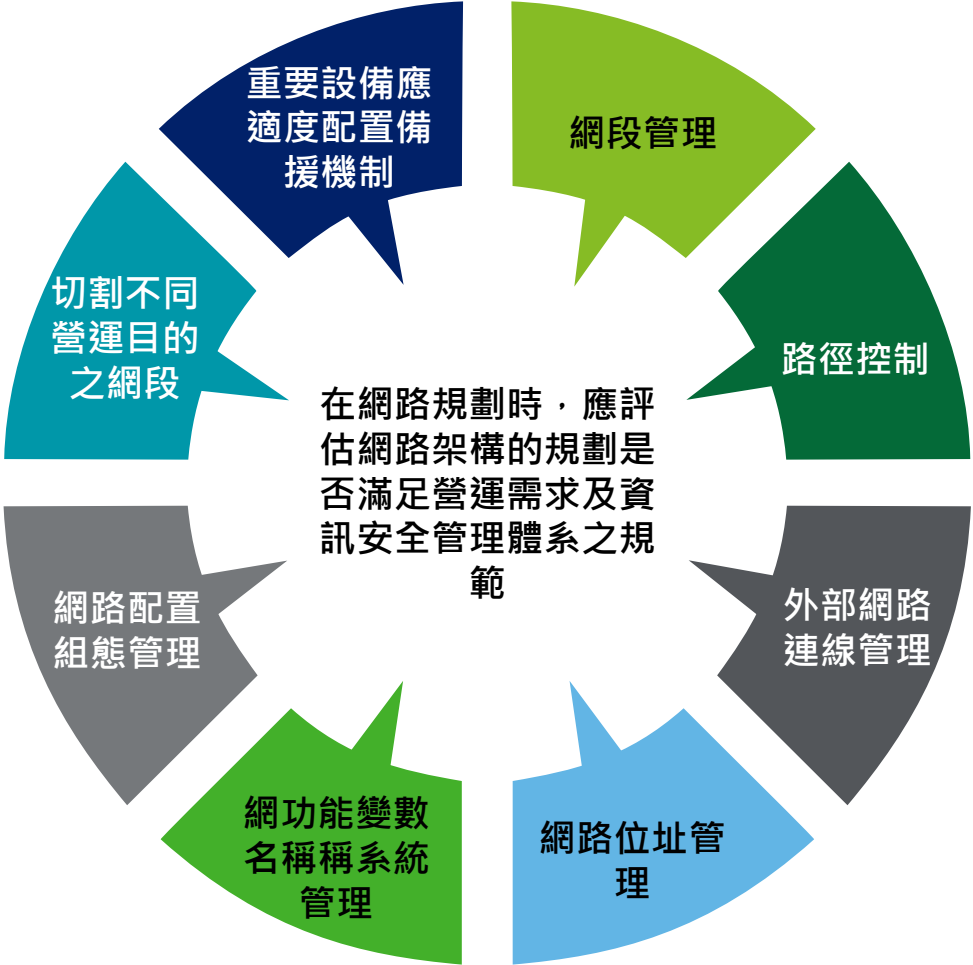 重要設備應
適度配置備
援機制
網段管理
路徑控制
外部網路
連線管理
網路位址管
理
網功能變數
名稱稱系統
管理
網路配置
組態管理
切割不同
營運目的
之網段
在網路規劃時，應評
估網路架構的規劃是
否滿足營運需求及資
訊安全管理體系之規
範